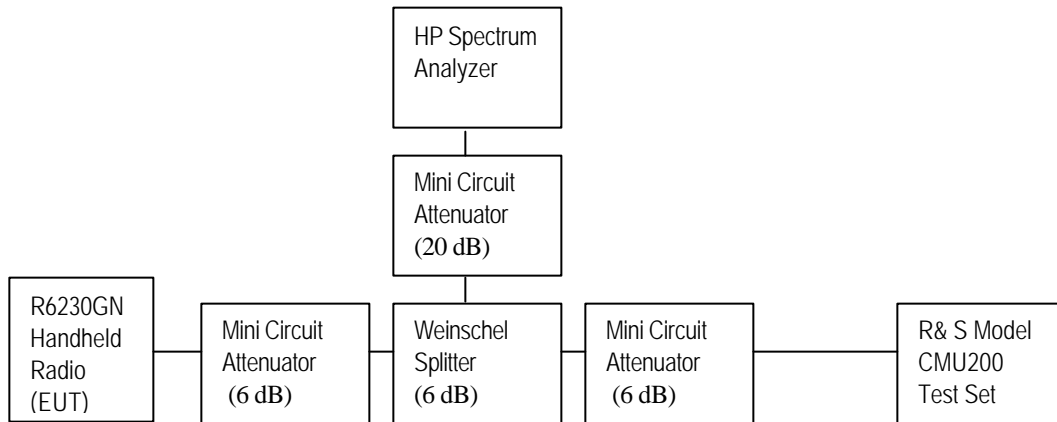 HP Spectrum
Analyzer
Mini Circuit
Attenuator
(20 dB)
R6230GN
Handheld
Radio
(EUT)
Mini Circuit
Attenuator
(6 dB)
Weinschel
Splitter
(6 dB)
Mini Circuit
Attenuator
(6 dB)
R& S Model
CMU200
Test Set